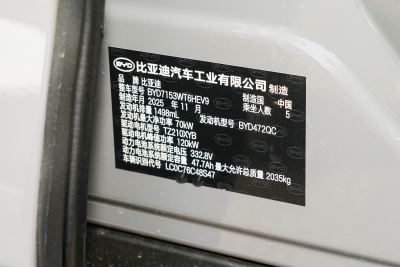 BYD 比亚迪汽车工业有限公司 制造
品牌 比亚迪 制造国 中国
整车型号 BYD7153WT6HEV9 乘坐人数 5
制造年月 2025 年 11 月
发动机排量 1498mL
发动机最大净功率 70kW 发动机型号 BYD472QC
驱动电机型号 TZ210XYB
驱动电机峰值功率 120kW
动力电池系统额定电压 332.8V
动力电池系统额定容量 47.7Ah 最大允许总质量 2035kg
车辆识别代号 LC0C76C48S47